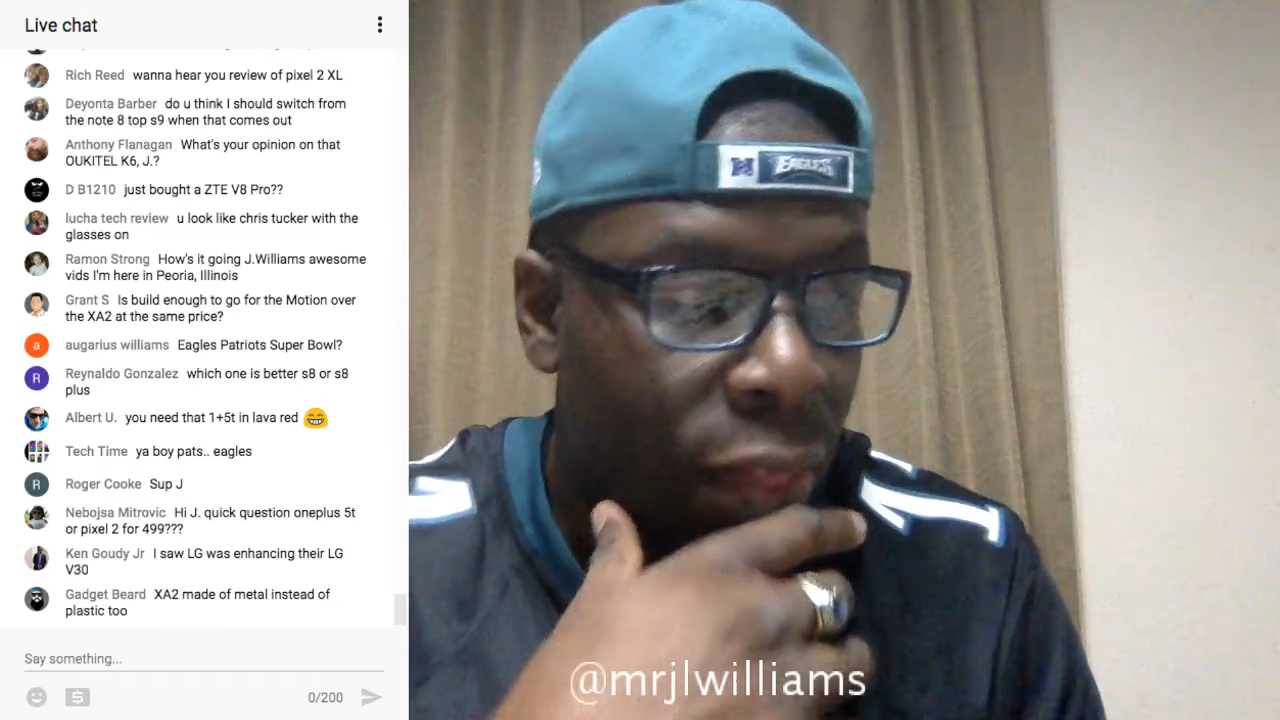 Live chat
Rich Reed wanna hear you review of pixel 2 XL
Deyonta Barber do u think I should switch from
the note 8 top s9 when that comes out
Anthony Flanagan What's your opinion on that
OUKITEL K6, J.?
D B1210 just bought a ZTE V8 Pro??
lucha tech review u look like chris tucker with the
glasses on
Ramon Strong How's it going J.Williams awesome
vids I'm here in Peoria, Illinois
Grant S Is build enough to go for the Motion over
the XA2 at the same price?
a
augarius williams Eagles Patriots Super Bowl?
R
Reynaldo Gonzalez which one is better s8 or s8
plus
Albert U. you need that 1+5t in lava red 😁
Tech Time ya boy pats.. eagles
R
Roger Cooke Sup J
Nebojsa Mitrovic Hi J. quick question oneplus 5t
or pixel 2 for 499???
Ken Goudy Jr I saw LG was enhancing their LG
V30
Gadget Beard XA2 made of metal instead of
plastic too
Say something...
$
0/200
EAGLES
1
@mrjlwilliams